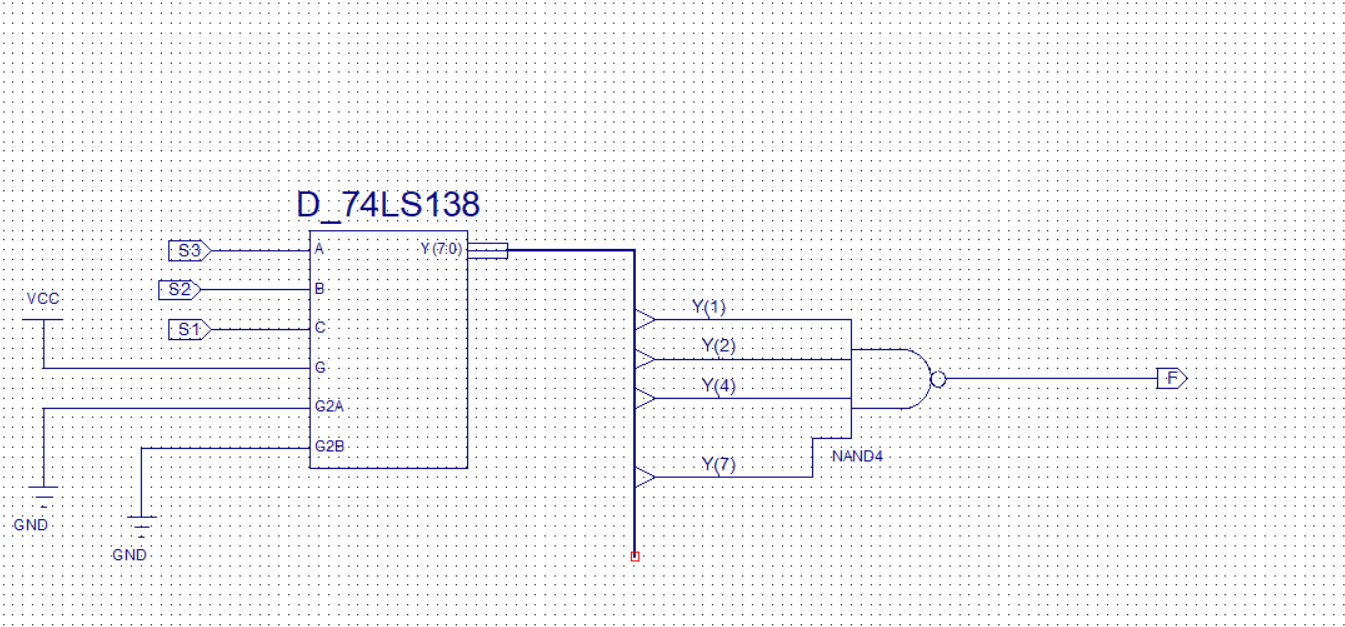 D_74LS138
S3
A
Y(7:0)
S2
B
VCC
S1
C
Y(1)
Y(2)
G
F
Y(4)
G2A
G2B
NAND4
Y(7)
GND
GND